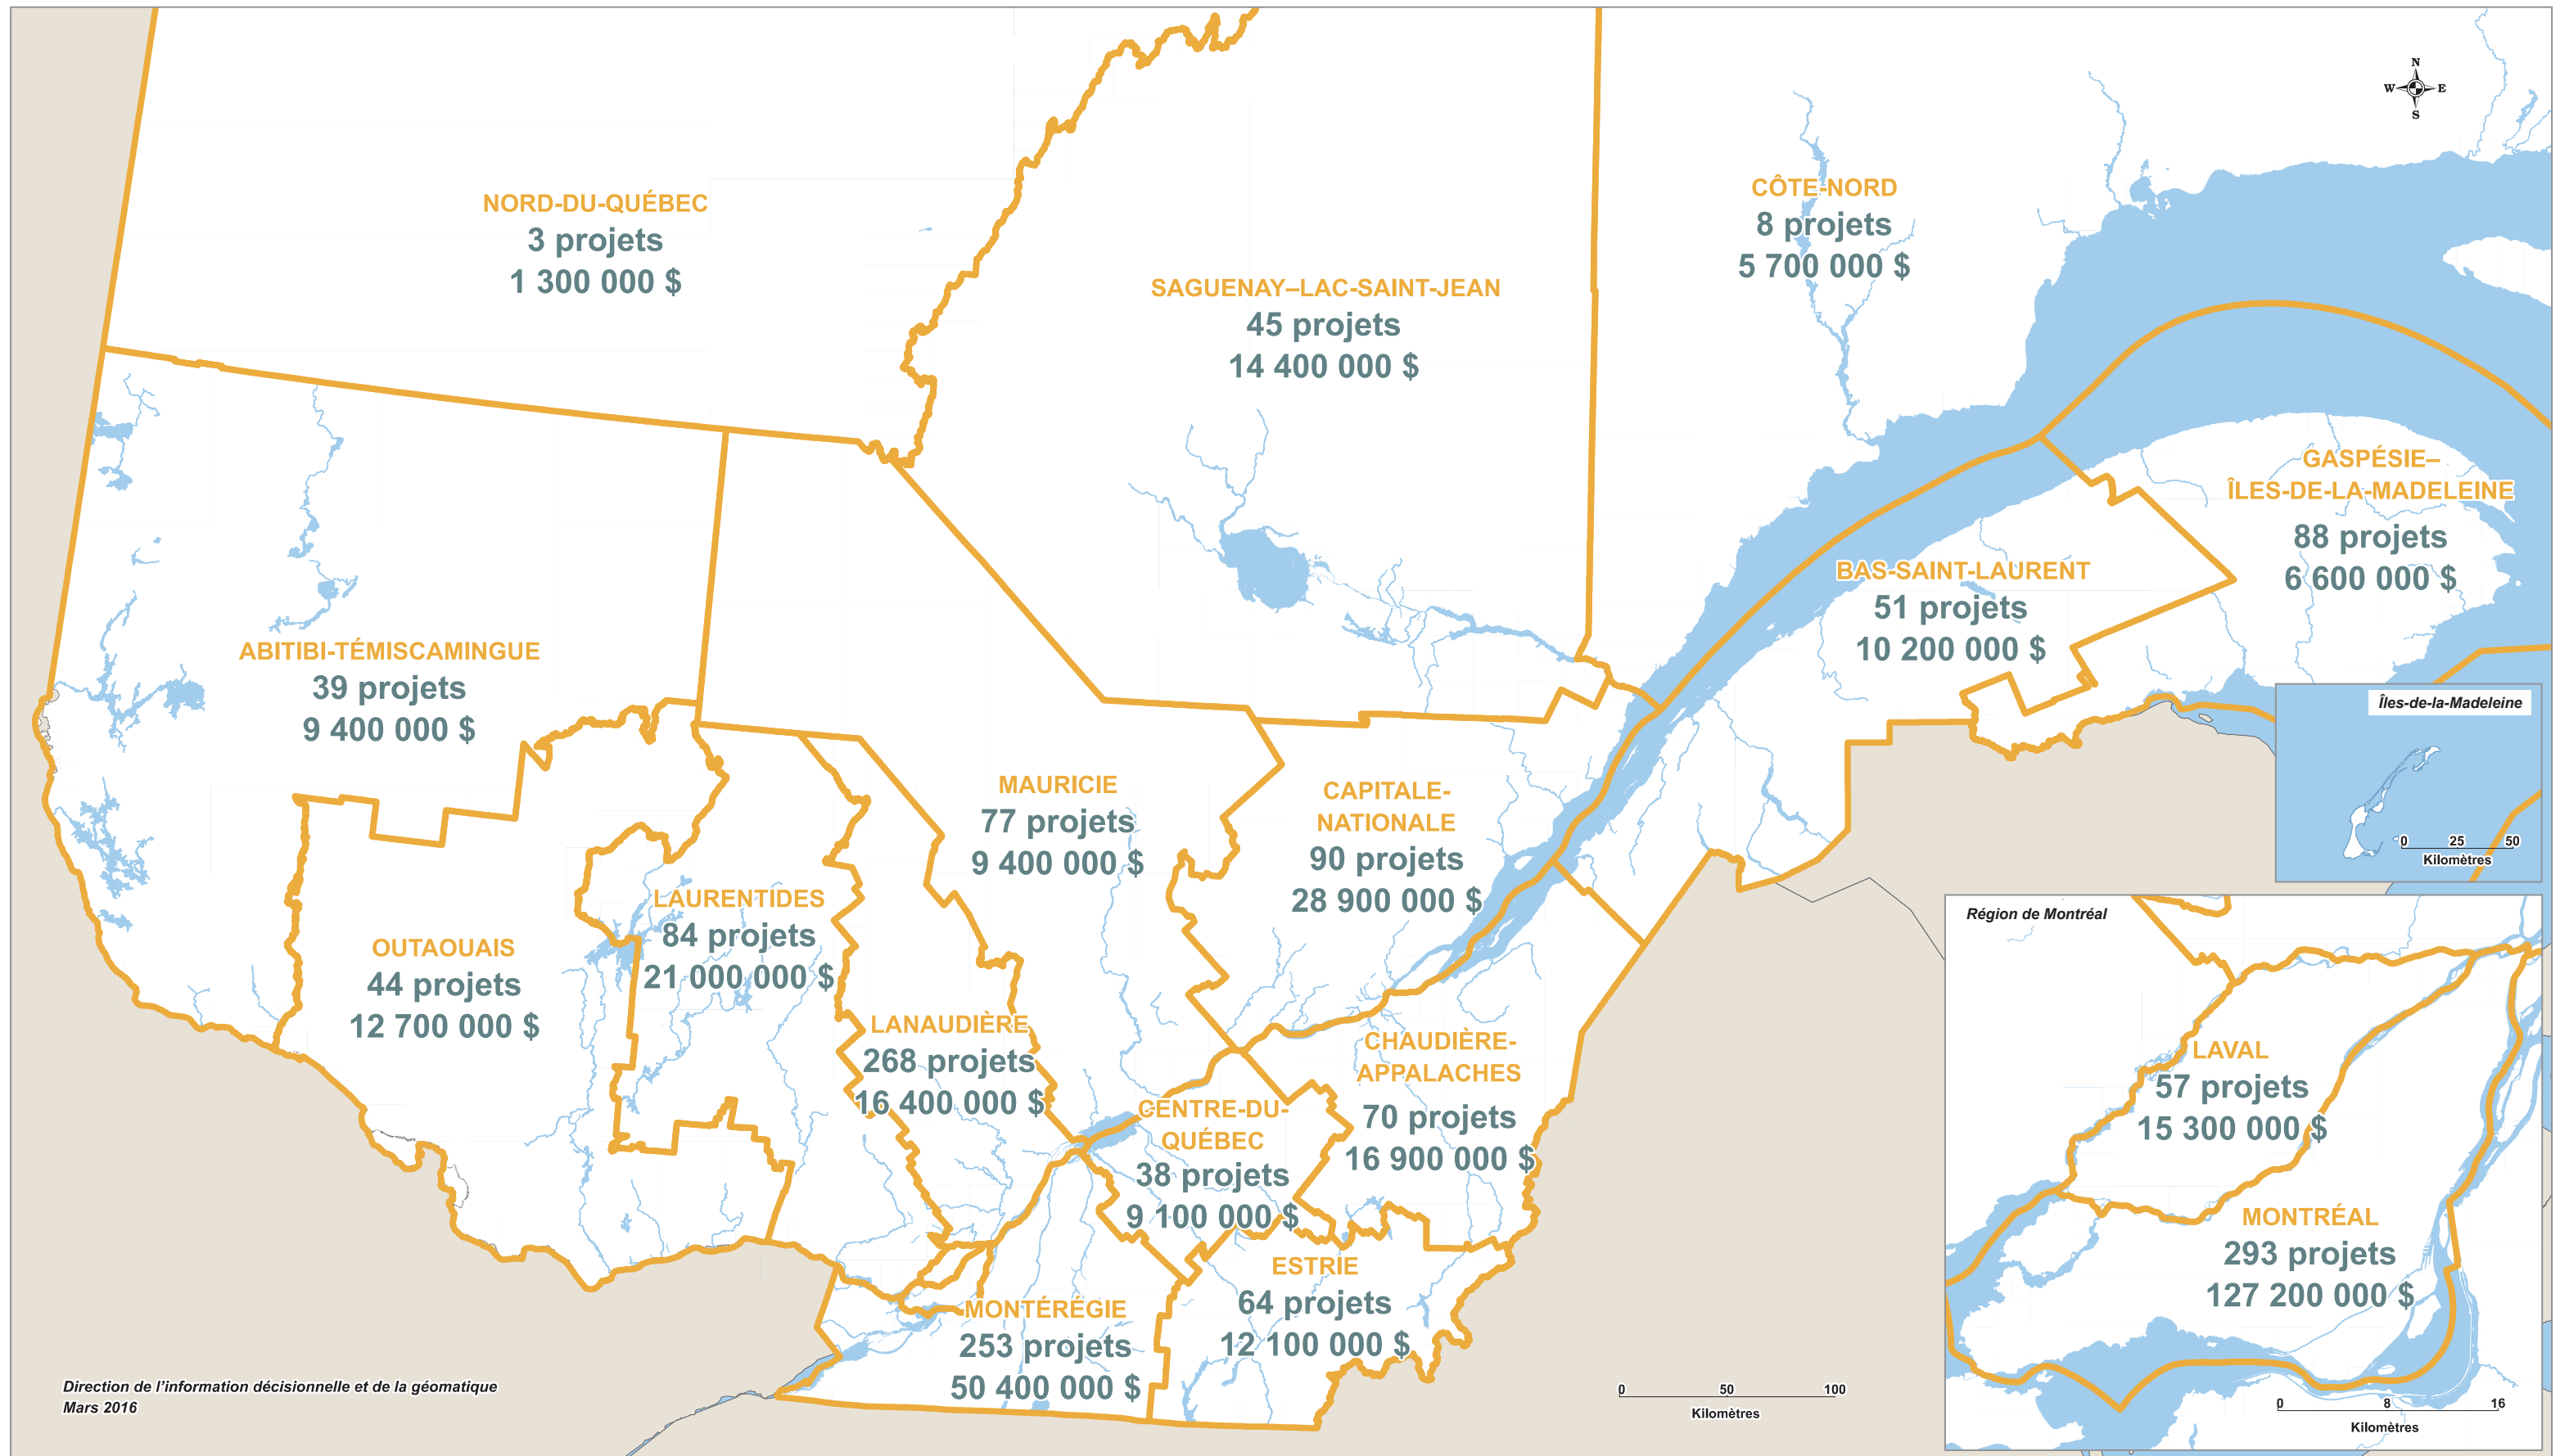 N
W E
S
NORD-DU-QUÉBEC
3 projets
1 300 000 $
CÔTE-NORD
8 projets
5 700 000 $
SAGUENAY–LAC-SAINT-JEAN
45 projets
14 400 000 $
GASPÉSIE–
ÎLES-DE-LA-MADELEINE
88 projets
6 600 000 $
BAS-SAINT-LAURENT
51 projets
10 200 000 $
ABITIBI-TÉMISCAMINGUE
39 projets
9 400 000 $
Îles-de-la-Madeleine
0 25 50
Kilomètres
MAURICIE
77 projets
9 400 000 $
CAPITALE-
NATIONALE
90 projets
28 900 000 $
LAURENTIDES
84 projets
21 000 000 $
OUTAOUAIS
44 projets
12 700 000 $
LANAUDIÈRE
268 projets
16 400 000 $
CHAUDIÈRE-
APPALACHES
70 projets
16 900 000 $
CENTRE-DU-
QUÉBEC
38 projets
9 100 000 $
ESTRIE
64 projets
12 100 000 $
MONTÉRÉGIE
253 projets
50 400 000 $
Région de Montréal
LAVAL
57 projets
15 300 000 $
MONTRÉAL
293 projets
127 200 000 $
0 8 16
Kilomètres
0 50 100
Kilomètres
Direction de l'information décisionnelle et de la géomatique
Mars 2016